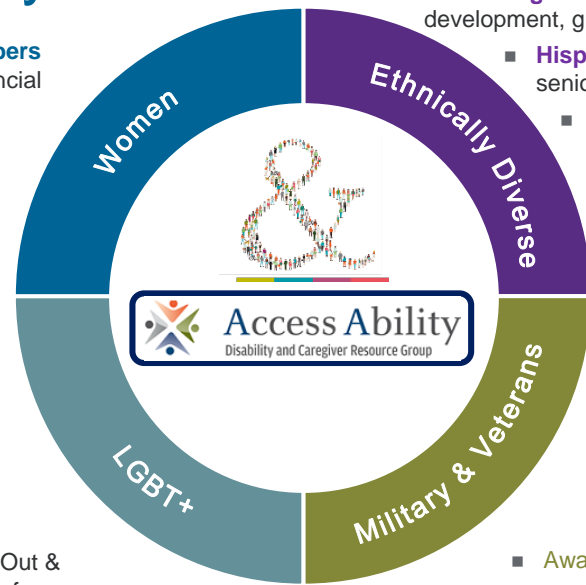 development, g
pers
ncial
Hisp
senio
Women
Ethnically Diverse
&
Access Ability
Disability and Caregiver Resource Group
LGBT+
Military & Veterans
Out &
Awa